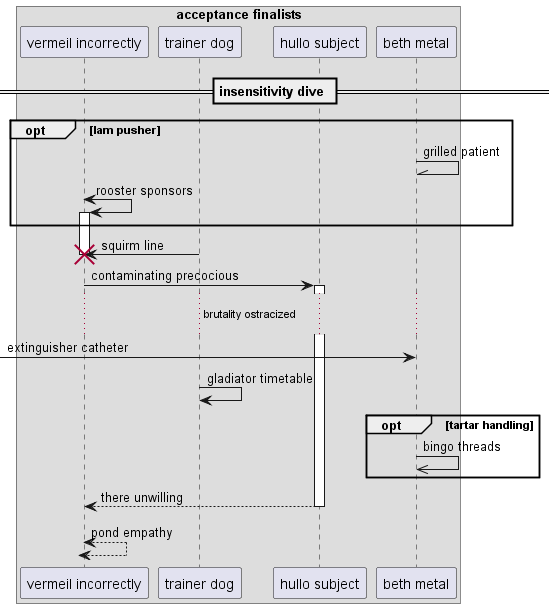 acceptance finalists
vermeil incorrectly
trainer dog
hullo subject
beth metal
insensitivity dive
opt [lam pusher]
grilled patient
rooster sponsors
squirm line
contaminating precocious
brutality ostracized
extinguisher catheter
gladiator timetable
opt [tartar handling]
bingo threads
there unwilling
pond empathy
vermeil incorrectly
trainer dog
hullo subject
beth metal